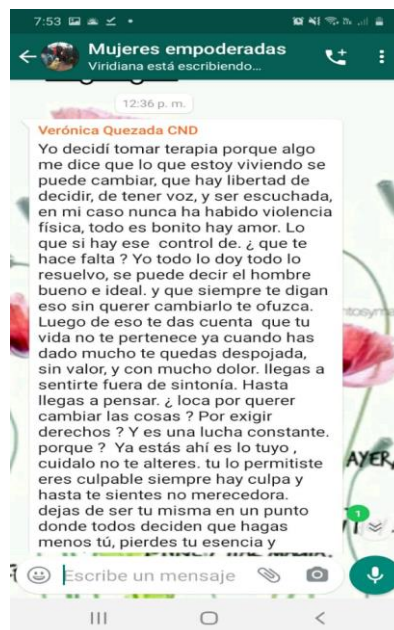 7:53
Mujeres empoderadas
Viridiana está escribiendo...
12:36 p. m.
Verónica Quezada CND
Yo decidí tomar terapia porque algo
me dice que lo que estoy viviendo se
puede cambiar, que hay libertad de
decidir, de tener voz, y ser escuchada,
en mi caso nunca ha habido violencia
física, todo es bonito hay amor. Lo
que si hay ese control de. ¿ que te
hace falta ? Yo todo lo doy todo lo
resuelvo, se puede decir el hombre
bueno e ideal. y que siempre te digan
eso sin querer cambiarlo te ofuzca.
Luego de eso te das cuenta que tu
vida no te pertenece ya cuando has
dado mucho te quedas despojada,
sin valor, y con mucho dolor. llegas a
sentirte fuera de sintonía. Hasta
llegas a pensar. ¿ loca por querer
cambiar las cosas ? Por exigir
derechos ? Y es una lucha constante.
porque ? Ya estás ahí es lo tuyo ,
cuidalo no te alteres. tu lo permitiste
eres culpable siempre hay culpa y
hasta te sientes no merecedora.
dejas de ser tu misma en un punto
donde todos deciden que hagas
menos tú, pierdes tu esencia y
AYER,
1
Escribe un mensaje